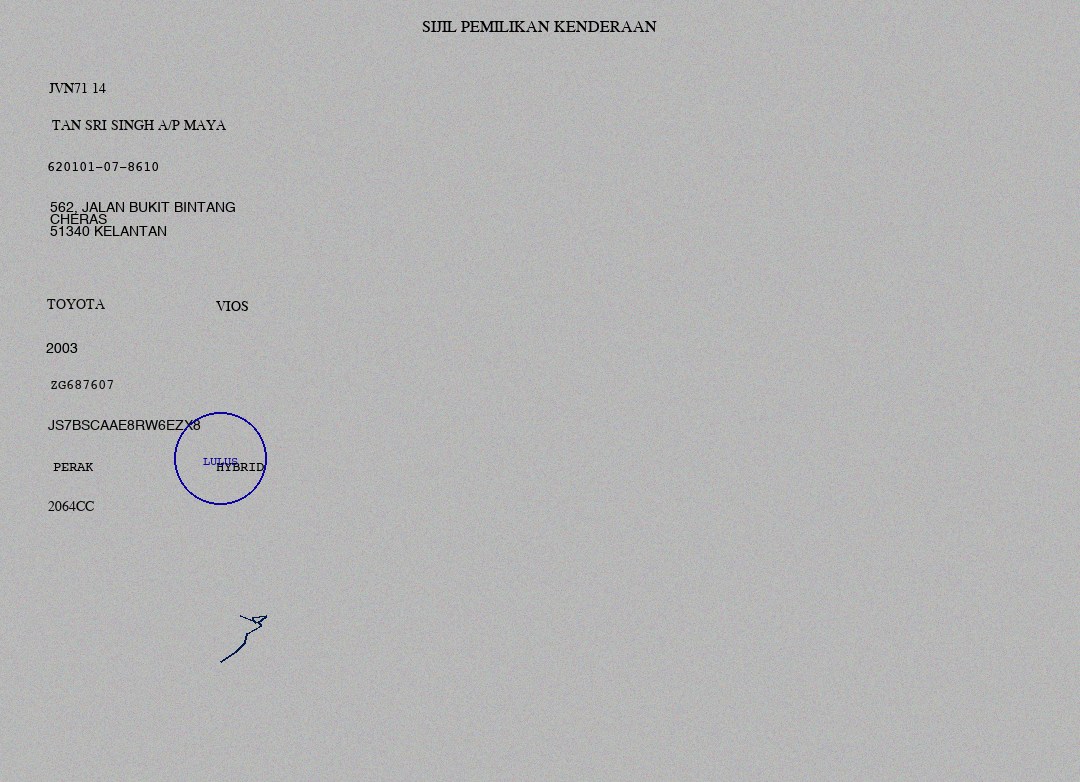 SIJIL PEMILIKAN KENDERAAN
JVN71 14
TAN SRI SINGH A/P MAYA
620101-07-8610
562, JALAN BUKIT BINTANG
CHERAS
51340 KELANTAN
TOYOTA VIOS
2003
ZG687607
JS7BSCAAE8RW6EZX8
LULUS
PERAK HYBRID
2064CC